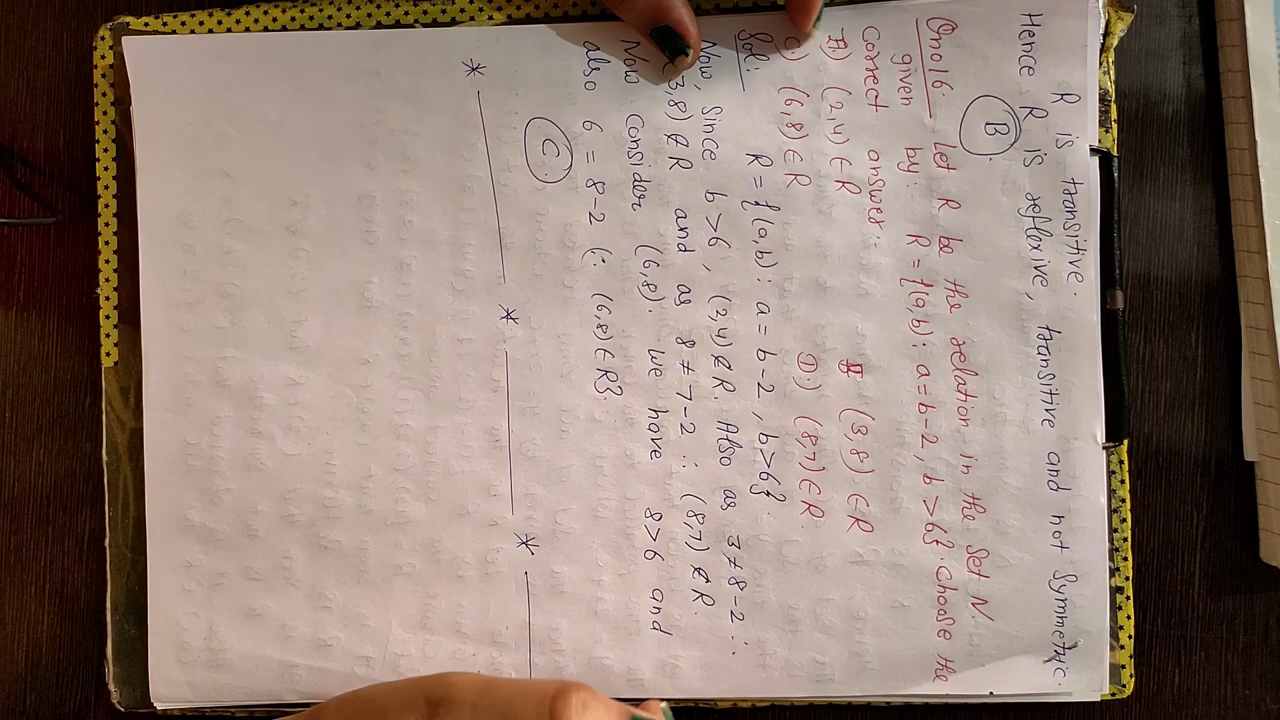 R is transitive.
Hence R is reflexive, transitive and not symmetric.
B.
Qno16. Let R be the relation in the set N.
given by: R = {(a,b): a = b-2, b > 6}. Choose the
correct answer:-
A.) (2,4) ∈ R (3,8) ∈ R
C.) (6,8) ∈ R D.) (8,7) ∈ R.
Sol: R = {(a,b): a = b-2, b > 6}.
Now, since b > 6, (2,4) ∉ R. Also as 3 ≠ 8-2 ∴
(3,8) ∉ R and as 8 ≠ 7-2 ∴ (8,7) ∉ R.
Now consider (6,8). we have 8 > 6 and
also 6 = 8-2 {∴ (6,8) ∈ R}.
C.
* * *